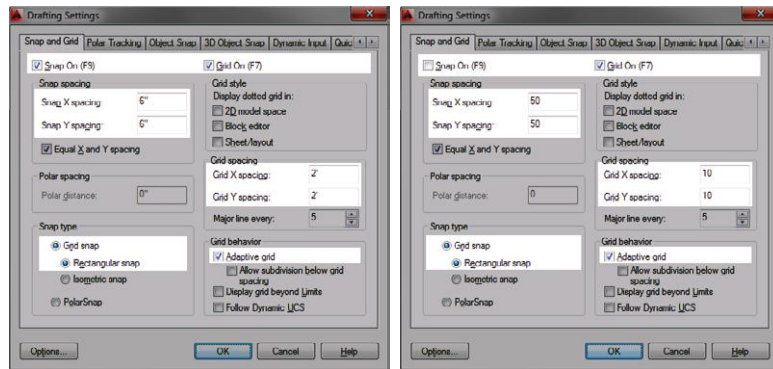 Drafting Settings
Snap and Grid Polar Tracking Object Snap 3D Object Snap Dynamic Input Quic
Snap On (F9)
Grid On (F7)
Snap spacing
Snap X spacing: 6"
Snap Y spacing: 6"
Equal X and Y spacing
Polar spacing
Polar distance: 0"
Snap type
Grid snap
Rectangular snap
Isometric snap
PolarSnap
Grid style
Display dotted grid in:
2D model space
Block editor
Sheet/layout
Grid spacing
Grid X spacing: 2'
Grid Y spacing: 2'
Major line every: 5
Grid behavior
Adaptive grid
Allow subdivision below grid
spacing
Display grid beyond Limits
Follow Dynamic UCS
Options... OK Cancel Help
Drafting Settings
Snap and Grid Polar Tracking Object Snap 3D Object Snap Dynamic Input Quic
Snap On (F9)
Grid On (F7)
Snap spacing
Snap X spacing: 50
Snap Y spacing: 50
Equal X and Y spacing
Polar spacing
Polar distance: 0
Snap type
Grid snap
Rectangular snap
Isometric snap
PolarSnap
Grid style
Display dotted grid in:
2D model space
Block editor
Sheet/layout
Grid spacing
Grid X spacing: 10
Grid Y spacing: 10
Major line every: 5
Grid behavior
Adaptive grid
Allow subdivision below grid
spacing
Display grid beyond Limits
Follow Dynamic UCS
Options... OK Cancel Help